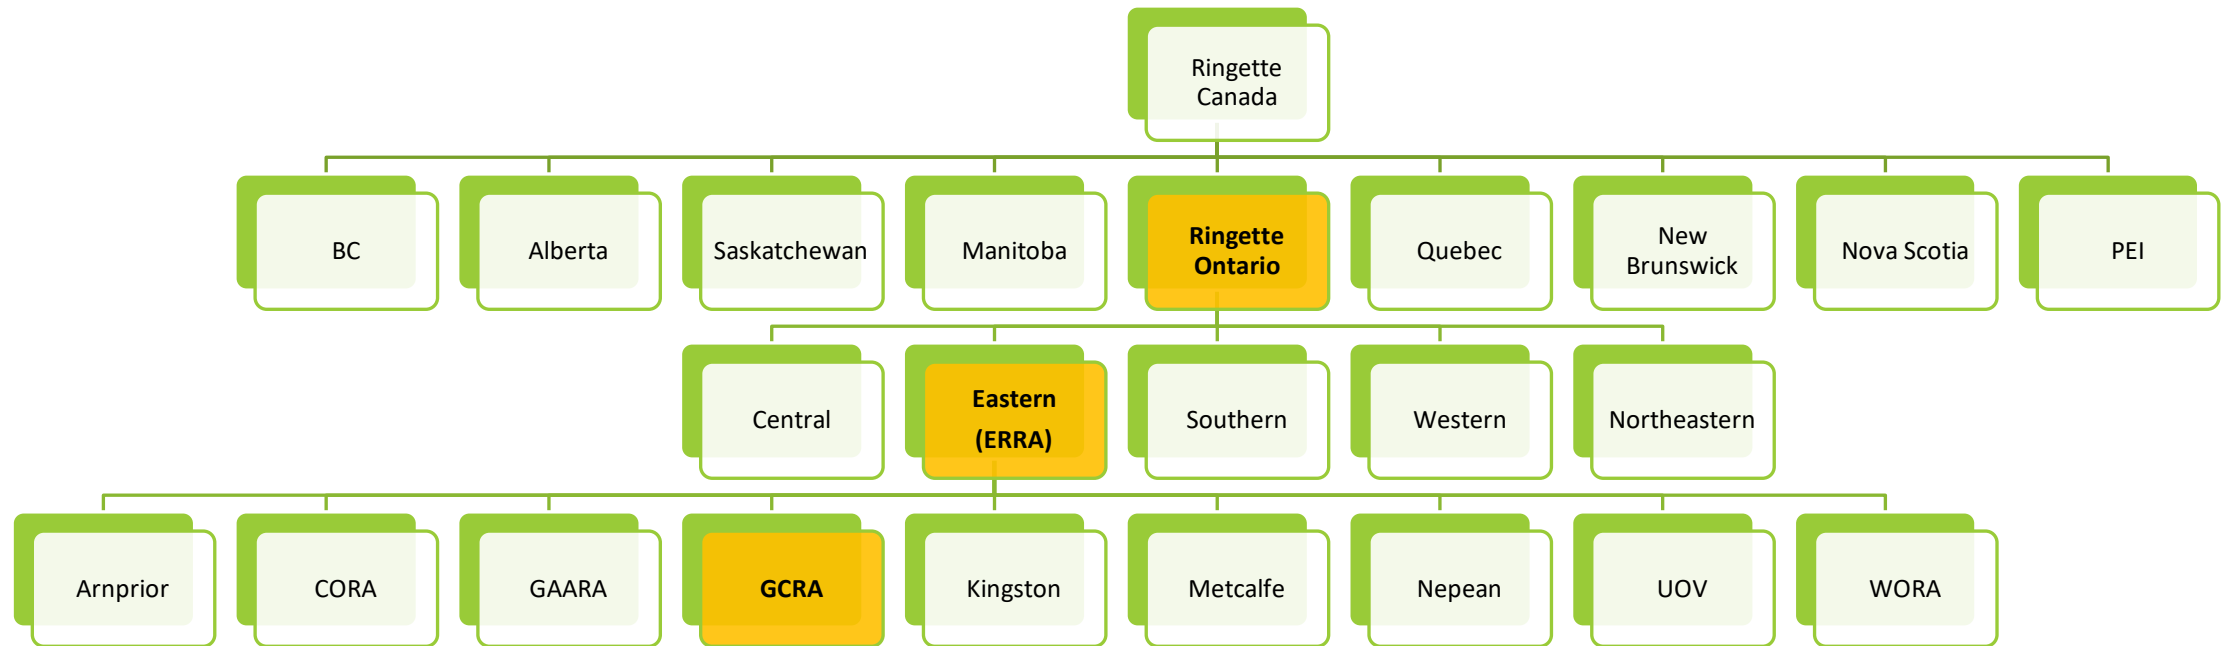 Ringette
Canada
BC
Alberta
Saskatchewan
Manitoba
Ringette
Ontario
Quebec
New
Brunswick
Nova Scotia
PEI
Central
Eastern
(ERRA)
Southern
Western
Northeastern
Arnprior
CORA
GAARA
GCRA
Kingston
Metcalfe
Nepean
UOV
WORA